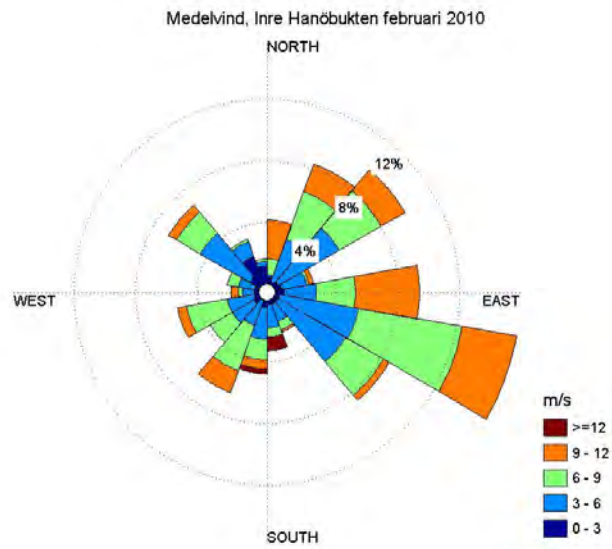 Medelvind, Inre Hanöbukten februari 2010
NORTH
12%
8%
4%
WEST
EAST
SOUTH
m/s
>=12
9 - 12
6 - 9
3 - 6
0 - 3